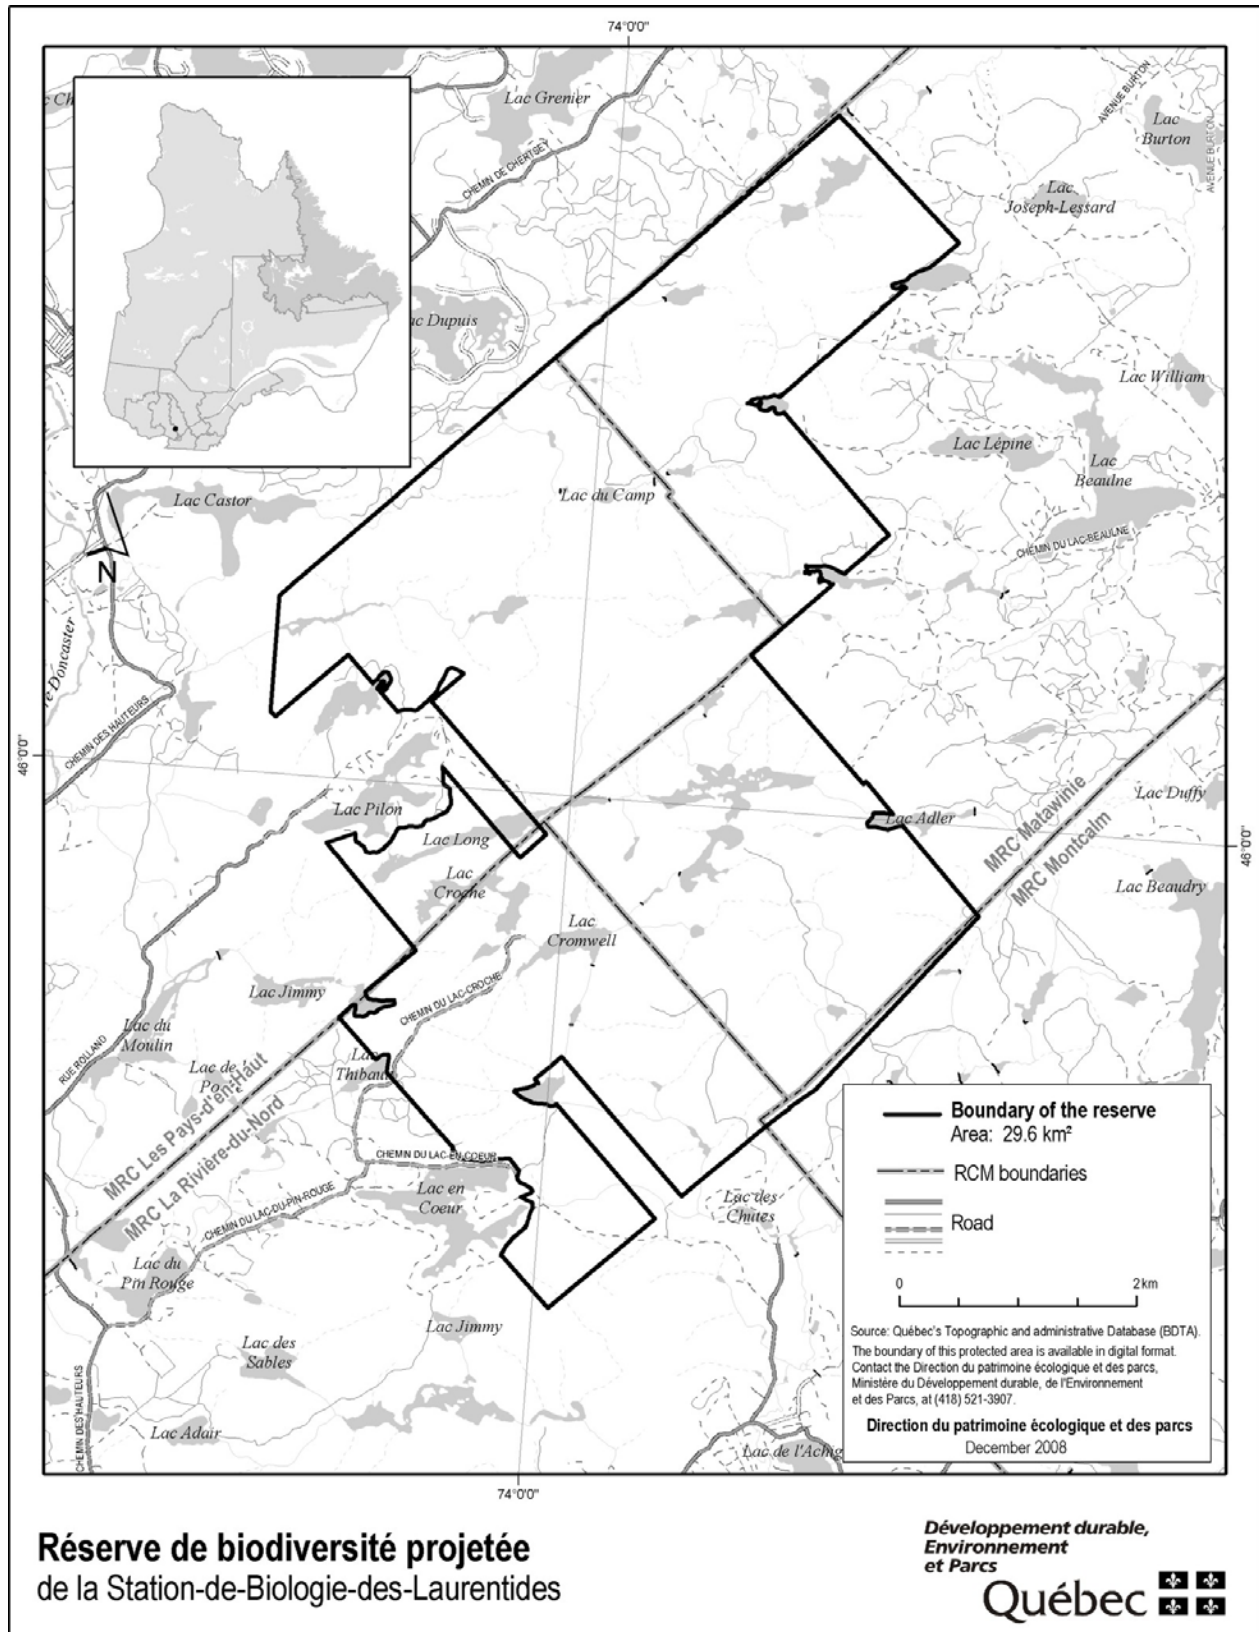 74°0'0"
Lac Grenier
CHEMIN DE CHERTSEY
AVENUE BURTON
Lac
Burton
AVENUE BURTON
Lac
Joseph-Lessard
Dupuis
Lac William
Lac Lépine
Lac
Beaulne
CHEMIN DU LAC-BEAULNE
Lac Castor
Lac du Camp
N
Doncaster
CHEMIN DES HAUTEURS
46°0'0"
Lac Pilon
Lac Long
Lac
Croche
Lac
Cromwell
Lac Adler
MRC Matawinie
MRC Montcalm
Lac Duffy
46°0'0"
Lac Beaudry
Lac Jimmy
CHEMIN DU LAC-CROCHE
Lac du
Moulin
RUE ROLLAND
Lac de
Lac
MRC Les Pays-d'en-Haut
MRC La Rivière-du-Nord
CHEMIN DU LAC-EN-COEUR
Lac en
Coeur
CHEMIN DU LAC-DU-PIN-ROUGE
Lac des
Chutes
Lac du
Pin Rouge
Lac Jimmy
Lac des
Sables
Lac Adair
CHEMIN DES HAUTEURS
Lac de l'Achig
Boundary of the reserve
Area: 29.6 km²
RCM boundaries
Road
0 2 km
Source: Québec's Topographic and administrative Database (BDTA).
The boundary of this protected area is available in digital format.
Contact the Direction du patrimoine écologique et des parcs,
Ministére du Développement durable, de l'Environnement
et des Parcs, at (418) 521-3907.
Direction du patrimoine écologique et des parcs
December 2008
74°0'0"
Réserve de biodiversité projetée
de la Station-de-Biologie-des-Laurentides
Développement durable,
Environnement
et Parcs
Québec